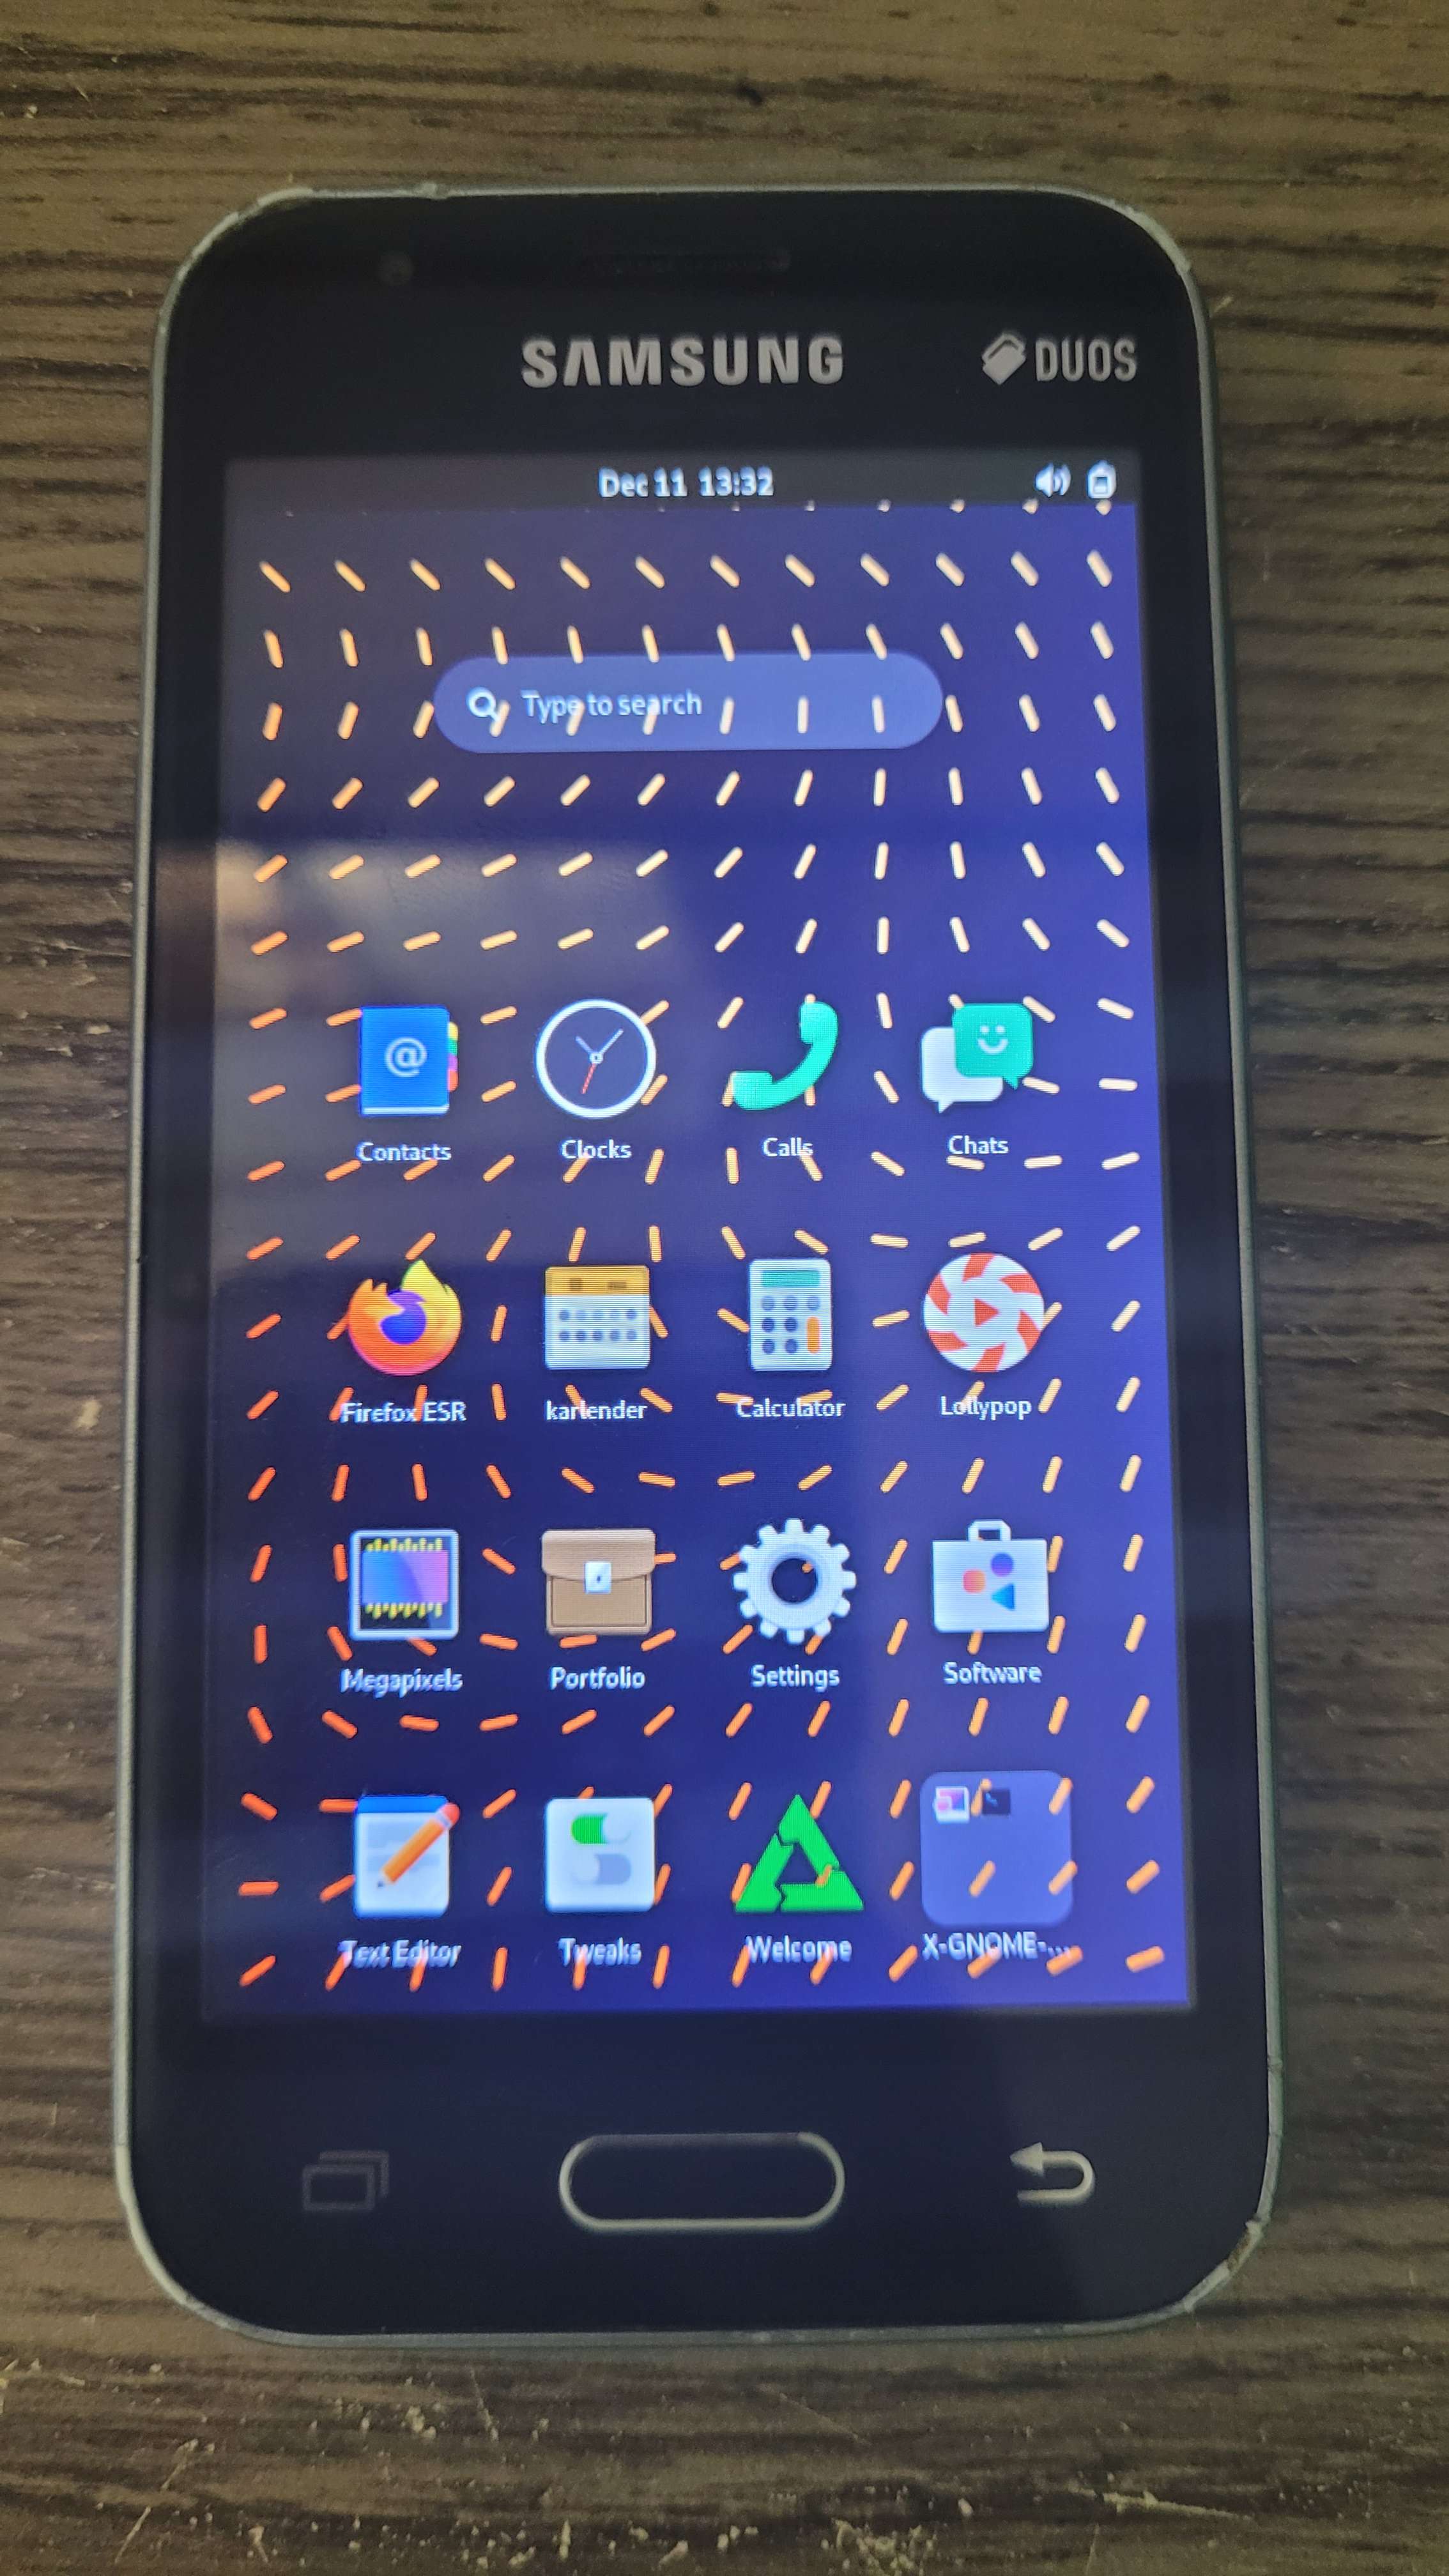 SAMSUNG DUOS
Dec 11 13:32
Type to search
Contacts Clocks Calls Chats
Firefox ESR karlender Calculator Lollypop
Megapixels Portfolio Settings Software
Text Editor Tweaks Welcome X-GNOME-...